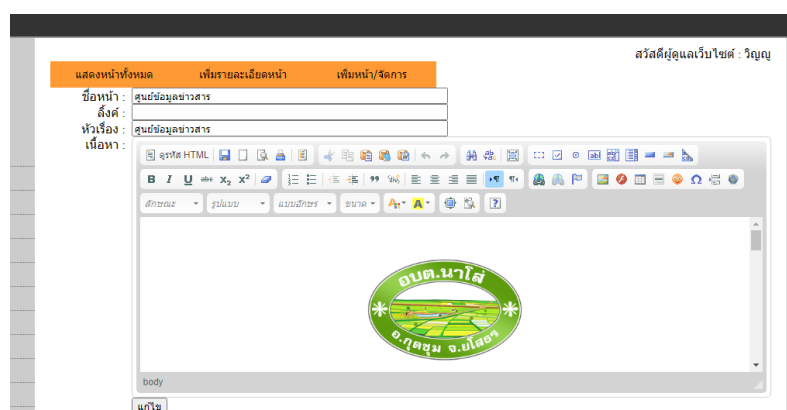 สวัสดีผู้ดูแลเว็บไซต์ : วิญญู
แสดงหน้าทั้งหมด เพิ่มรายละเอียดหน้า เพิ่มหน้า/จัดการ
ชื่อหน้า : ศูนย์ข้อมูลข่าวสาร
ลิ้งค์ :
หัวเรื่อง : ศูนย์ข้อมูลข่าวสาร
เนื้อหา :
ดูรหัส HTML
B I U abc X₂ X²
ลักษณะ รูปแบบ แบบอักษร ขนาด A A
อบต.นาโส่
อ.กุดชุม จ.ยโสธร
body
แก้ไข